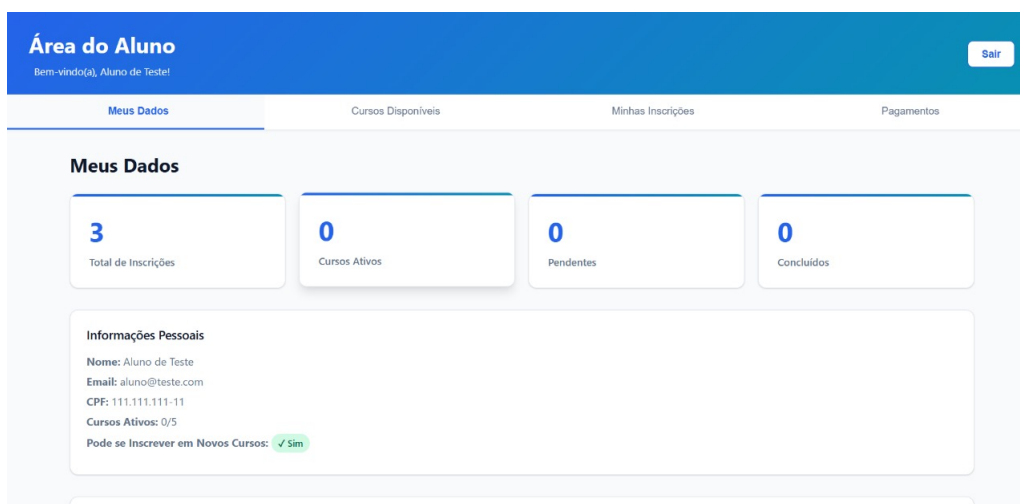 Área do Aluno
Bem-vindo(a), Aluno de Teste!
Sair
Meus Dados
Cursos Disponíveis
Minhas Inscrições
Pagamentos
Meus Dados
3
Total de Inscrições
0
Cursos Ativos
0
Pendentes
0
Concluídos
Informações Pessoais
Nome: Aluno de Teste
Email: aluno@teste.com
CPF: 111.111.111-11
Cursos Ativos: 0/5
Pode se Inscrever em Novos Cursos: ✓ Sim